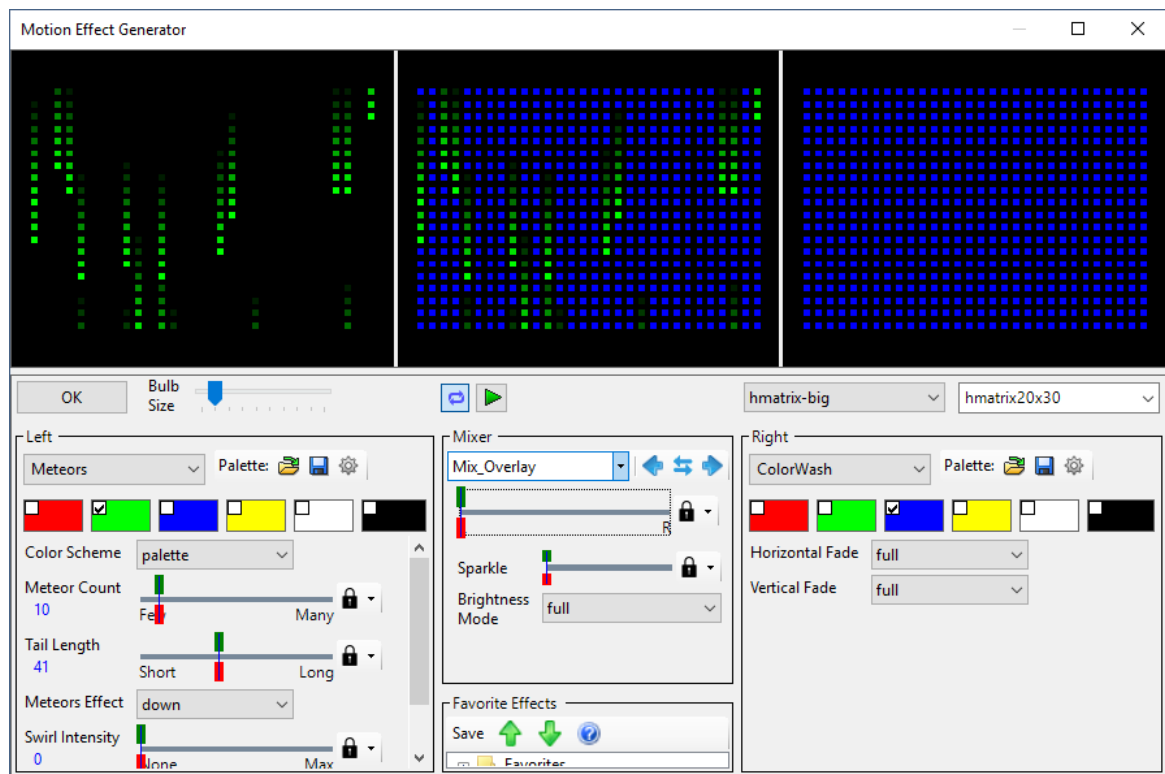 Motion Effect Generator
OK
Bulb
Size
hmatrix-big
hmatrix20x30
Left
Meteors
Palette:
Color Scheme
palette
Meteor Count
10
Few
Many
Tail Length
41
Short
Long
Meteors Effect
down
Swirl Intensity
0
None
Max
Mixer
Mix_Overlay
R
Sparkle
Brightness
Mode
full
Favorite Effects
Save
Favorites
Right
ColorWash
Palette:
Horizontal Fade
full
Vertical Fade
full